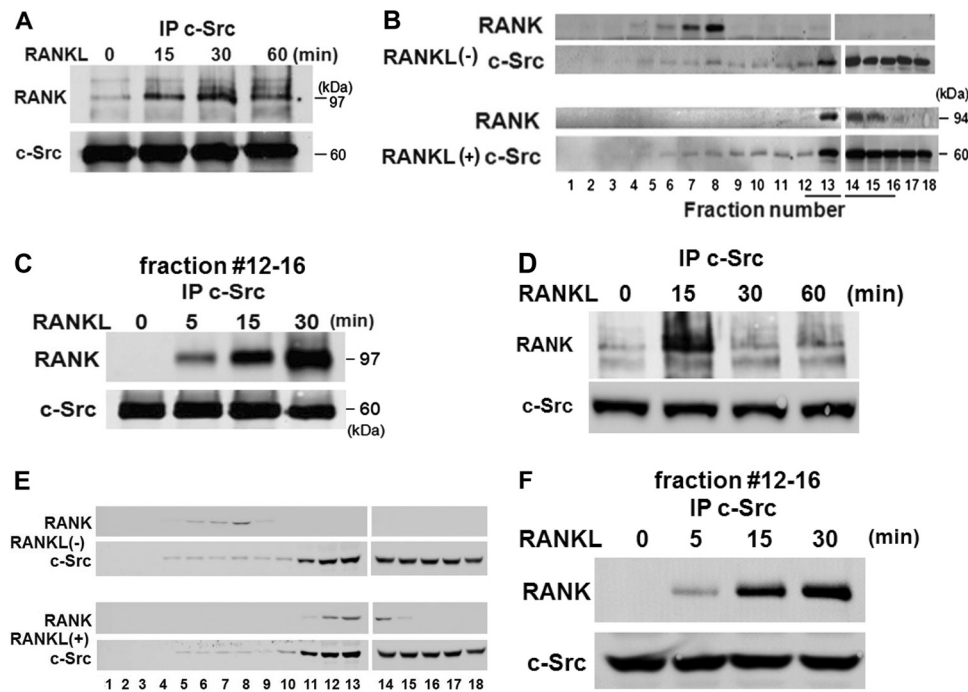 A
IP c-Src
RANKL 0 15 30 60 (min)
(kDa)
RANK 97
c-Src 60
B
RANK
RANKL(-) c-Src
(kDa)
RANK 94
RANKL(+) c-Src 60
1 2 3 4 5 6 7 8 9 10 11 12 13 14 15 16 17 18
Fraction number
C
fraction #12-16
IP c-Src
RANKL 0 5 15 30 (min)
RANK 97
c-Src 60
(kDa)
D
IP c-Src
RANKL 0 15 30 60 (min)
RANK
c-Src
E
RANK
RANKL(-)
c-Src
RANK
RANKL(+)
c-Src
1 2 3 4 5 6 7 8 9 10 11 12 13 14 15 16 17 18
F
fraction #12-16
IP c-Src
RANKL 0 5 15 30 (min)
RANK
c-Src